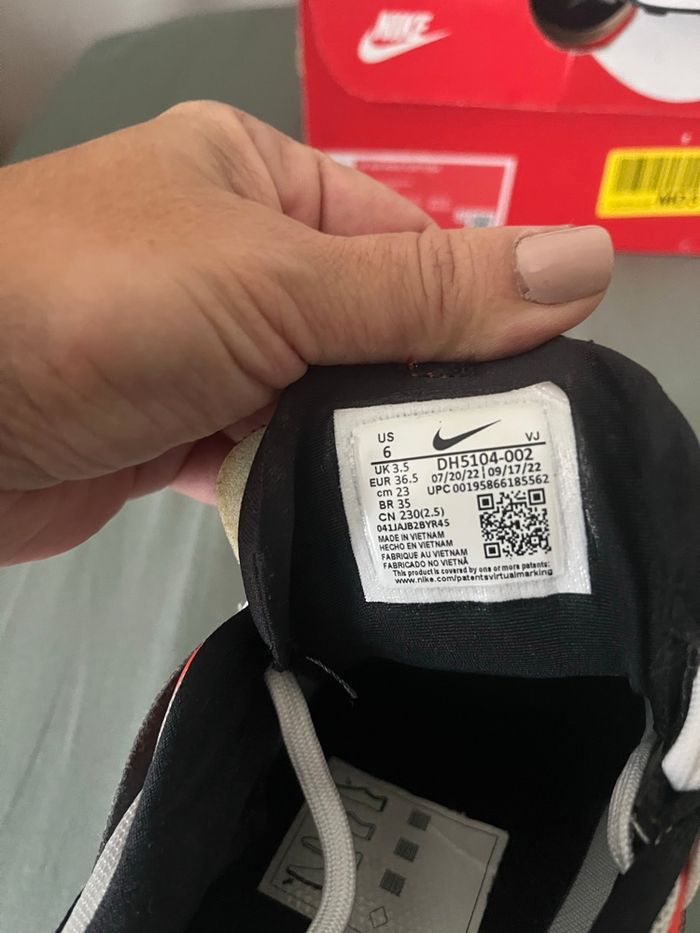 NIKE
US
6
VJ
UK 3.5
EUR 36.5
cm 23
BR 35
CN 230(2.5)
DH5104-002
07/20/22 | 09/17/22
UPC 00195866185562
041JAJB2BYR45
MADE IN VIETNAM
HECHO EN VIETNAM
FABRIQUE AU VIETNAM
FABRICADO NO VIETNÃ
This product is covered by one or more patents:
www.nike.com/patentsvirtualmarking